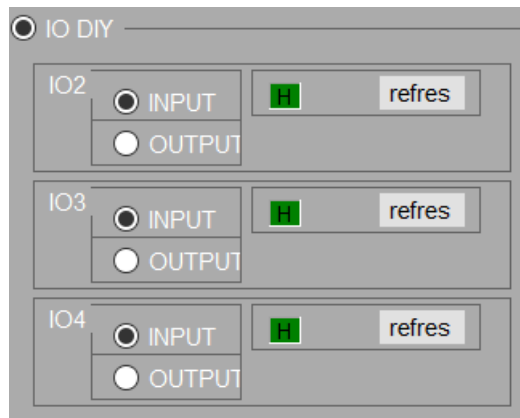 IO DIY
IO2
INPUT H refres
OUTPUT
IO3
INPUT H refres
OUTPUT
IO4
INPUT H refres
OUTPUT